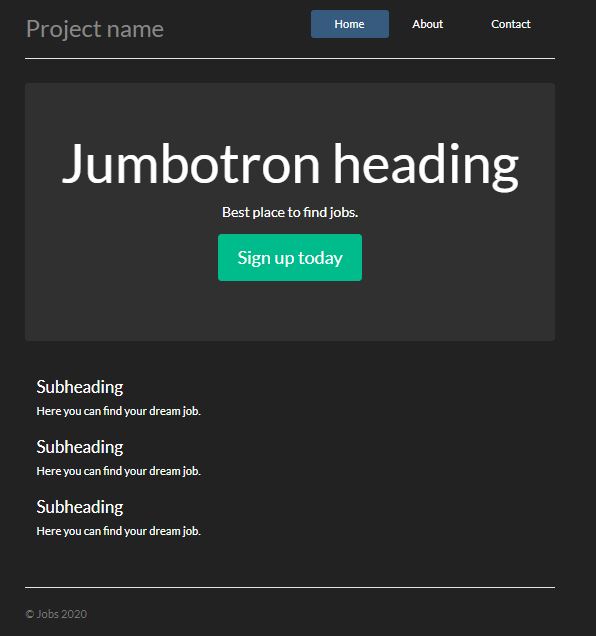 Project name
Home About Contact
Jumbotron heading
Best place to find jobs.
Sign up today
Subheading
Here you can find your dream job.
Subheading
Here you can find your dream job.
Subheading
Here you can find your dream job.
© Jobs 2020